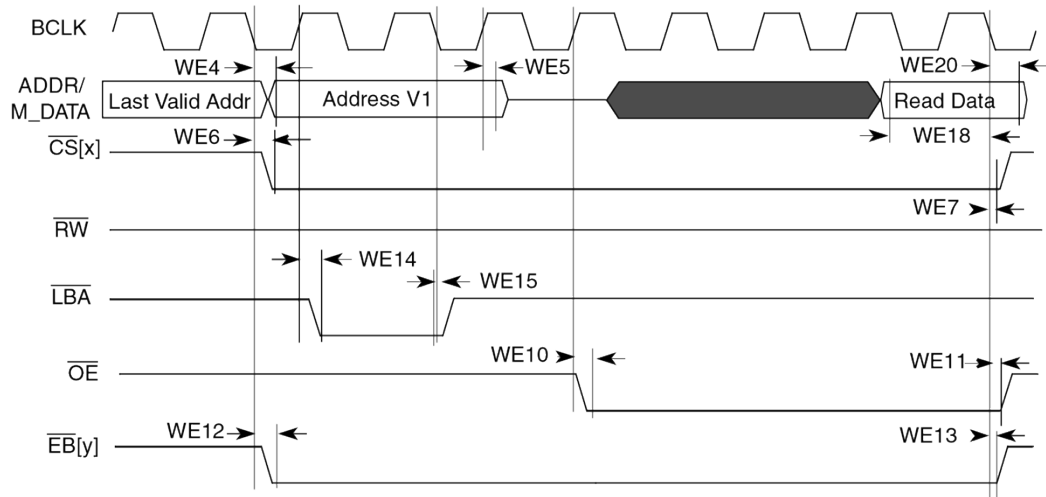 BCLK
WE4
WE5
WE20
ADDR/
M_DATA
Last Valid Addr
Address V1
Read Data
WE6
WE18
CS[x]
WE7
RW
WE14
WE15
LBA
WE10
WE11
OE
WE12
WE13
EB[y]